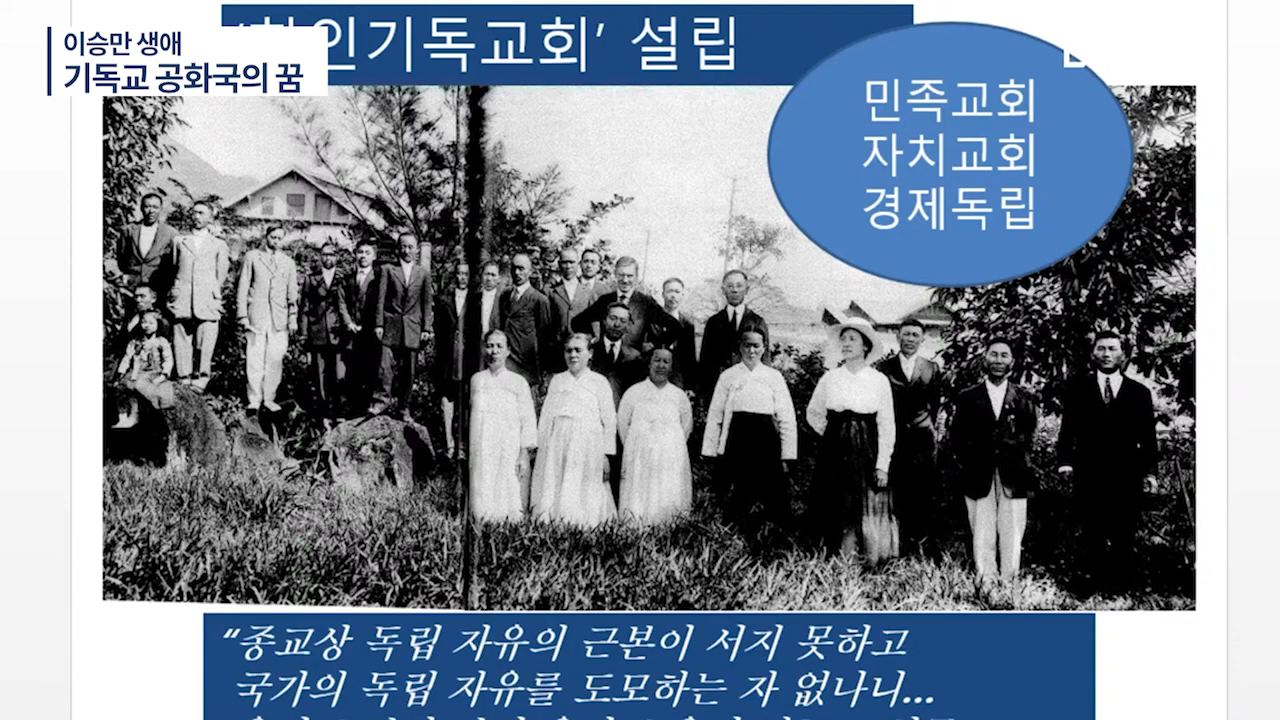 이승만 생애
기독교 공화국의 꿈
인기독교회’ 설립
민족교회
자치교회
경제독립
“종교상 독립 자유의 근본이 서지 못하고
국가의 독립 자유를 도모하는 자 없나니...